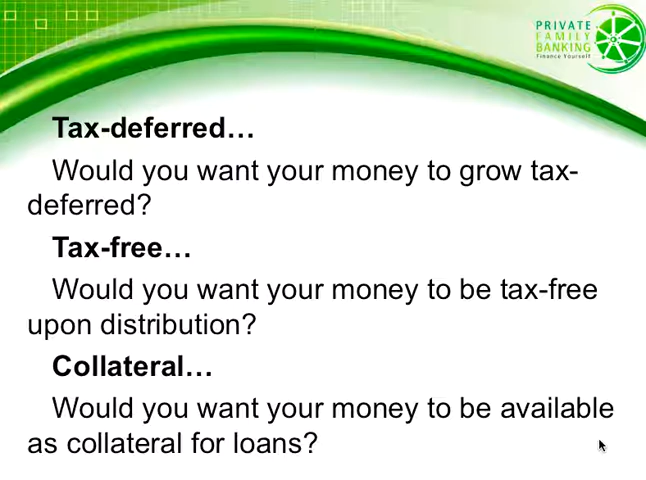 PRIVATE
FAMILY
BANKING
Finance Yourself
Tax-deferred…
Would you want your money to grow tax-
deferred?
Tax-free…
Would you want your money to be tax-free
upon distribution?
Collateral…
Would you want your money to be available
as collateral for loans?